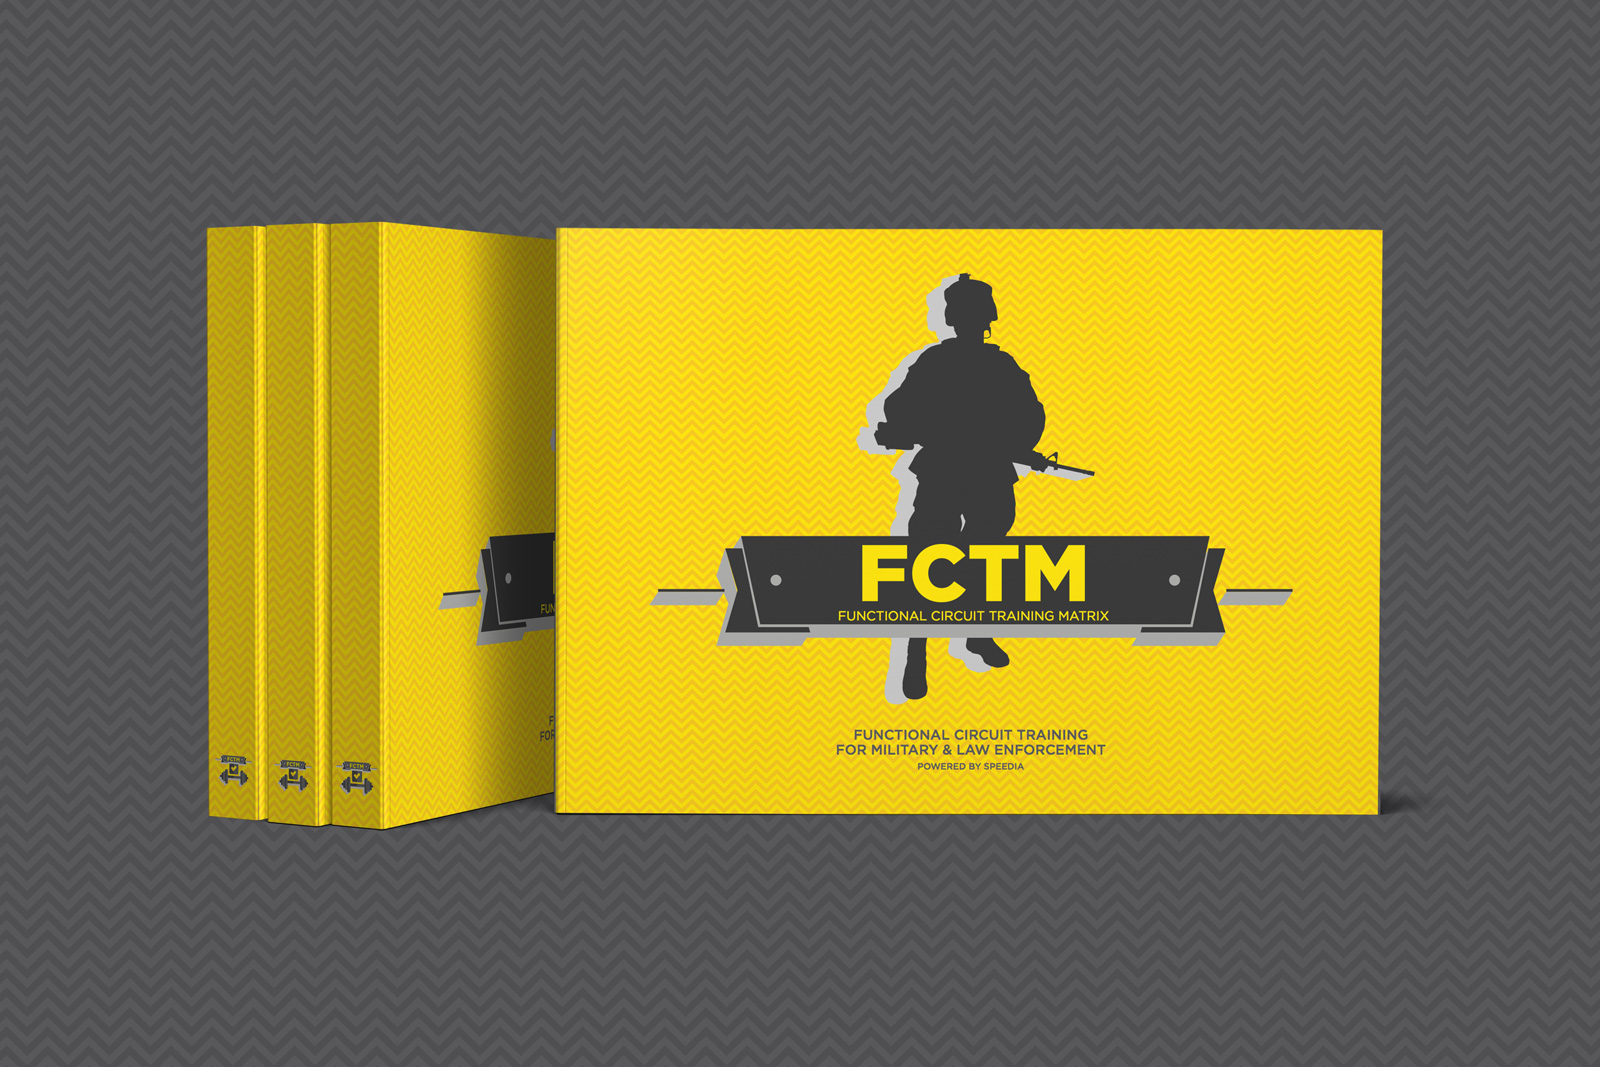 FCTM
FCTM
FCTM
FUN
F
FOR
FCTM
FUNCTIONAL CIRCUIT TRAINING MATRIX
FUNCTIONAL CIRCUIT TRAINING
FOR MILITARY & LAW ENFORCEMENT
POWERED BY SPEEDIA